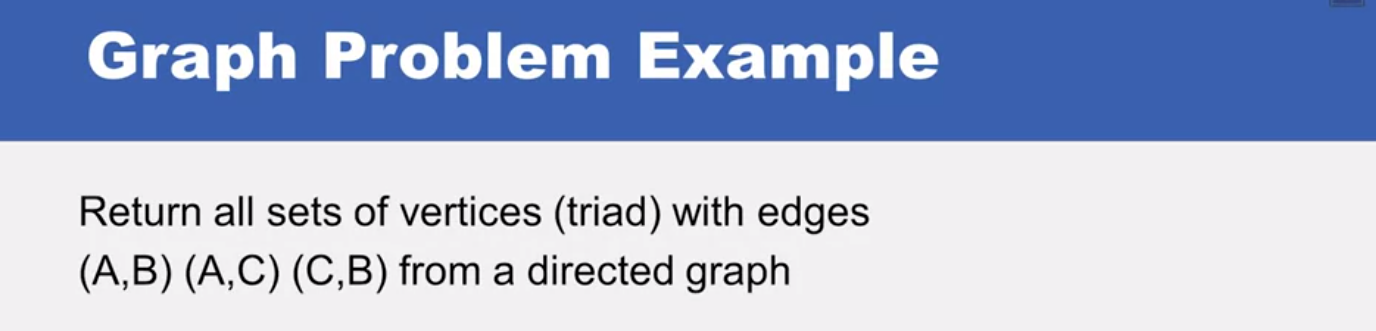 Graph Problem Example
Return all sets of vertices (triad) with edges
(A,B) (A,C) (C,B) from a directed graph